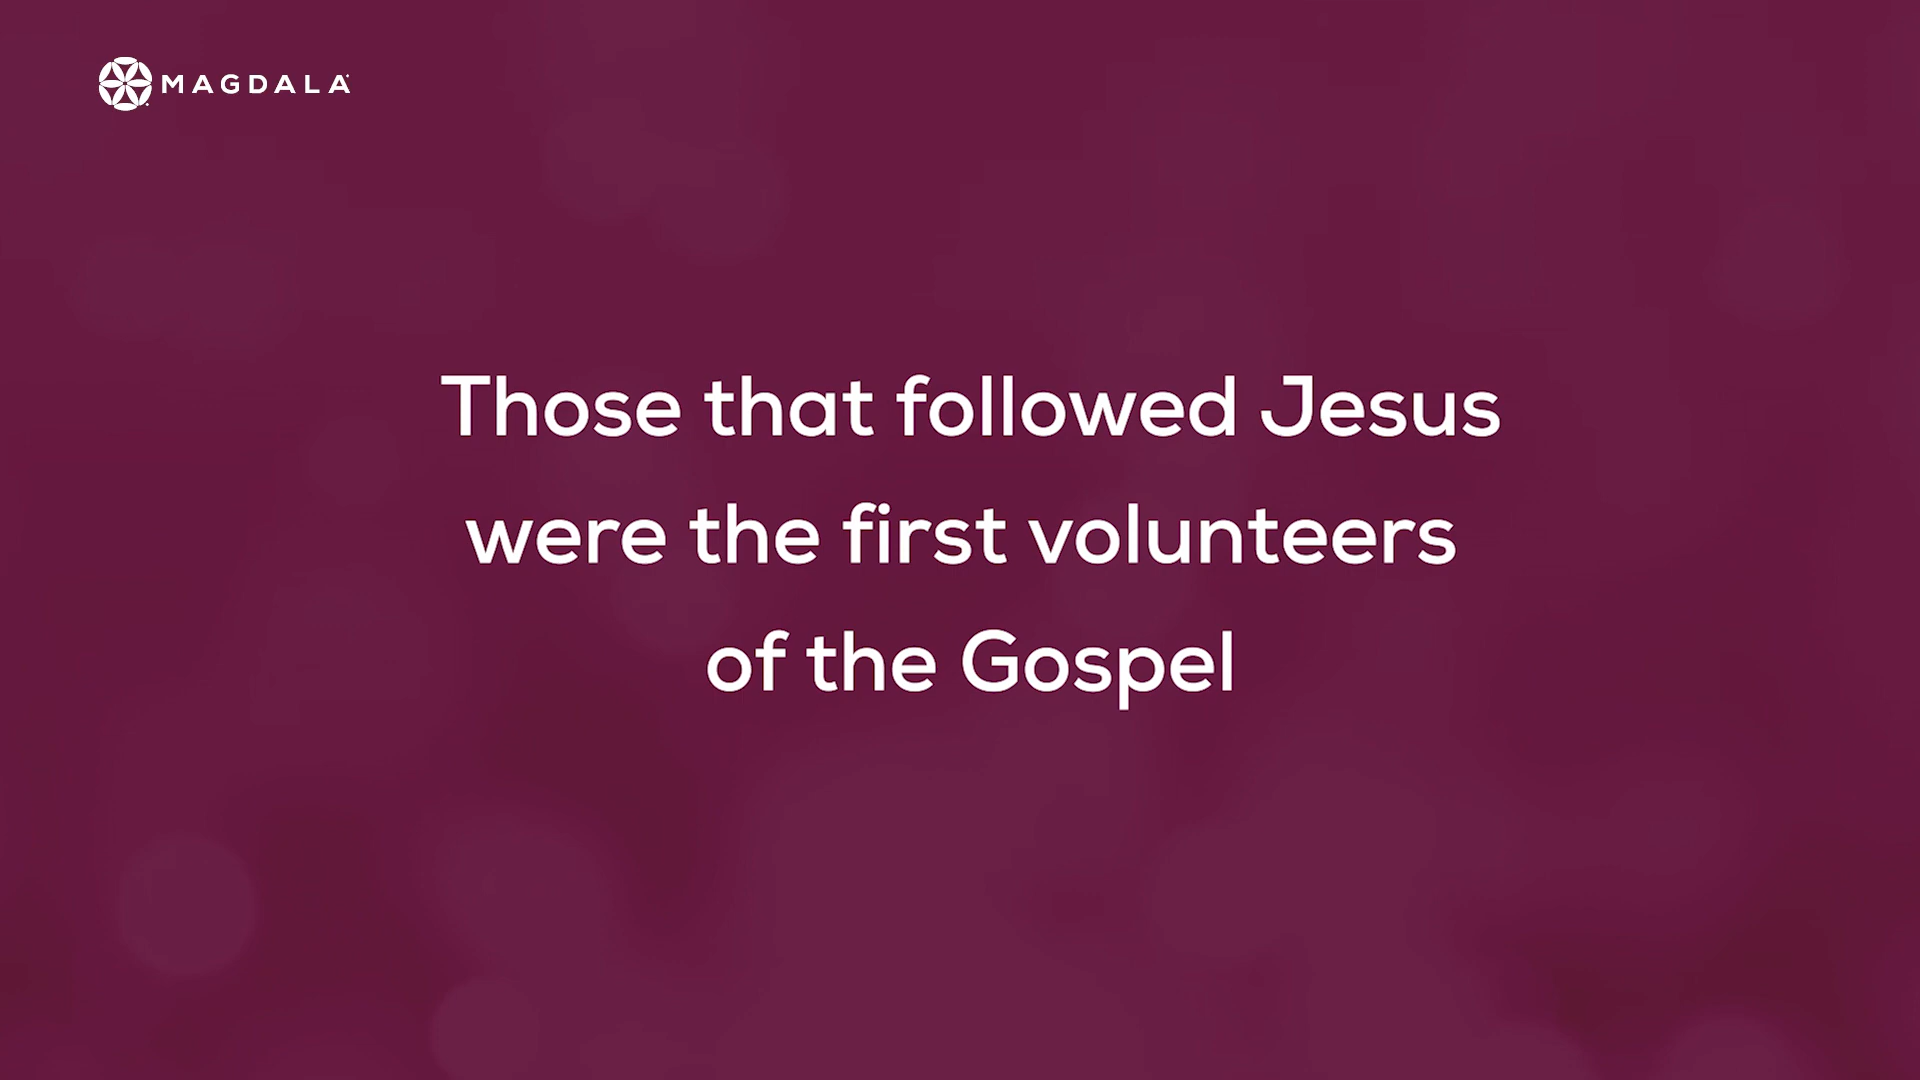 MAGDALA
Those that followed Jesus
were the first volunteers
of the Gospel